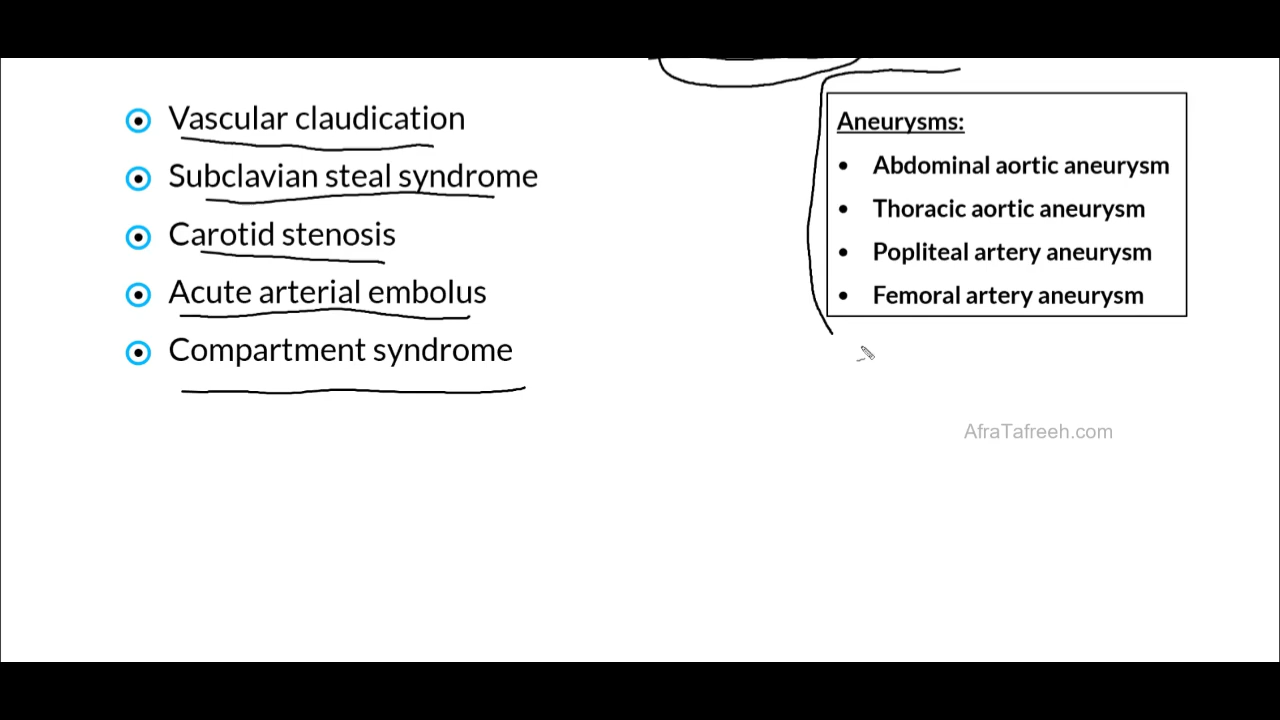 Vascular claudication
Subclavian steal syndrome
Carotid stenosis
Acute arterial embolus
Compartment syndrome
Aneurysms:
• Abdominal aortic aneurysm
• Thoracic aortic aneurysm
• Popliteal artery aneurysm
• Femoral artery aneurysm
AfraTafreeh.com